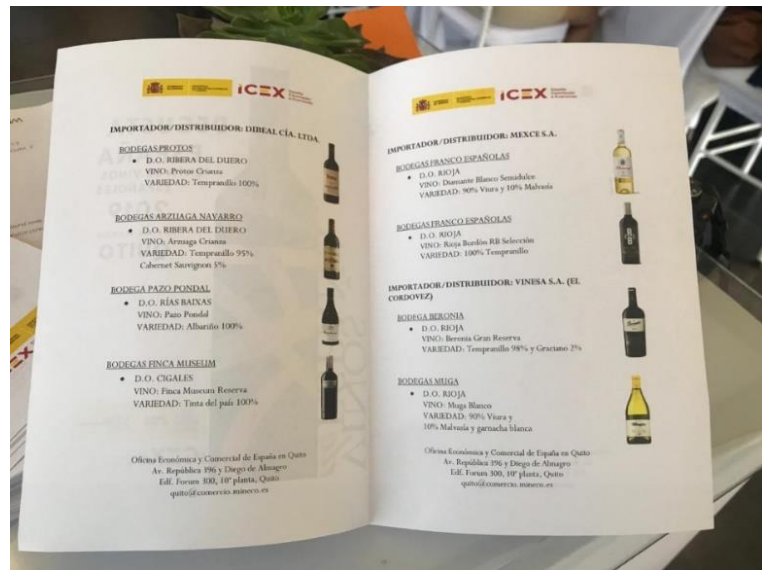 icex
IMPORTADOR/DISTRIBUIDOR: DIBEAL CÍA. LTDA.
BODEGAS PROTOS
• D.O. RIBERA DEL DUERO
VINO: Protos Crianza
VARIEDAD: Tempranillo 100%
BODEGAS ARZUAGA NAVARRO
• D.O. RIBERA DEL DUERO
VINO: Arzuaga Crianza
VARIEDAD: Tempranillo 95%
Cabernet Sauvignon 5%
BODEGA PAZO PONDAL
• D.O. RÍAS BAIXAS
VINO: Pazo Pondal
VARIEDAD: Albariño 100%
BODEGAS FINCA MUSEUM
• D.O. CIGALES
VINO: Finca Museum Reserva
VARIEDAD: Tinta del país 100%
Oficina Económica y Comercial de España en Quito
Av. República 396 y Diego de Almagro
Edf. Forum 300, 10º planta, Quito
quito@comercio.mineco.es
icex
IMPORTADOR/DISTRIBUIDOR: MEXCE S.A.
BODEGAS FRANCO ESPAÑOLAS
• D.O. RIOJA
VINO: Diamante Blanco Semidulce
VARIEDAD: 90% Viura y 10% Malvasía
BODEGAS FRANCO ESPAÑOLAS
• D.O. RIOJA
VINO: Rioja Bordón RB Selección
VARIEDAD: 100% Tempranillo
IMPORTADOR/DISTRIBUIDOR: VINESA S.A. (EL
CORDOVEZ)
BODEGA BERONIA
• D.O. RIOJA
VINO: Beronia Gran Reserva
VARIEDAD: Tempranillo 98% y Graciano 2%
BODEGAS MUGA
• D.O. RIOJA
VINO: Muga Blanco
VARIEDAD: 90% Viura y
10% Malvazía y garnacha blanca
Oficina Económica y Comercial de España en Quito
Av. República 396 y Diego de Almagro
Edf. Forum 300, 10º planta, Quito
quito@comercio.mineco.es